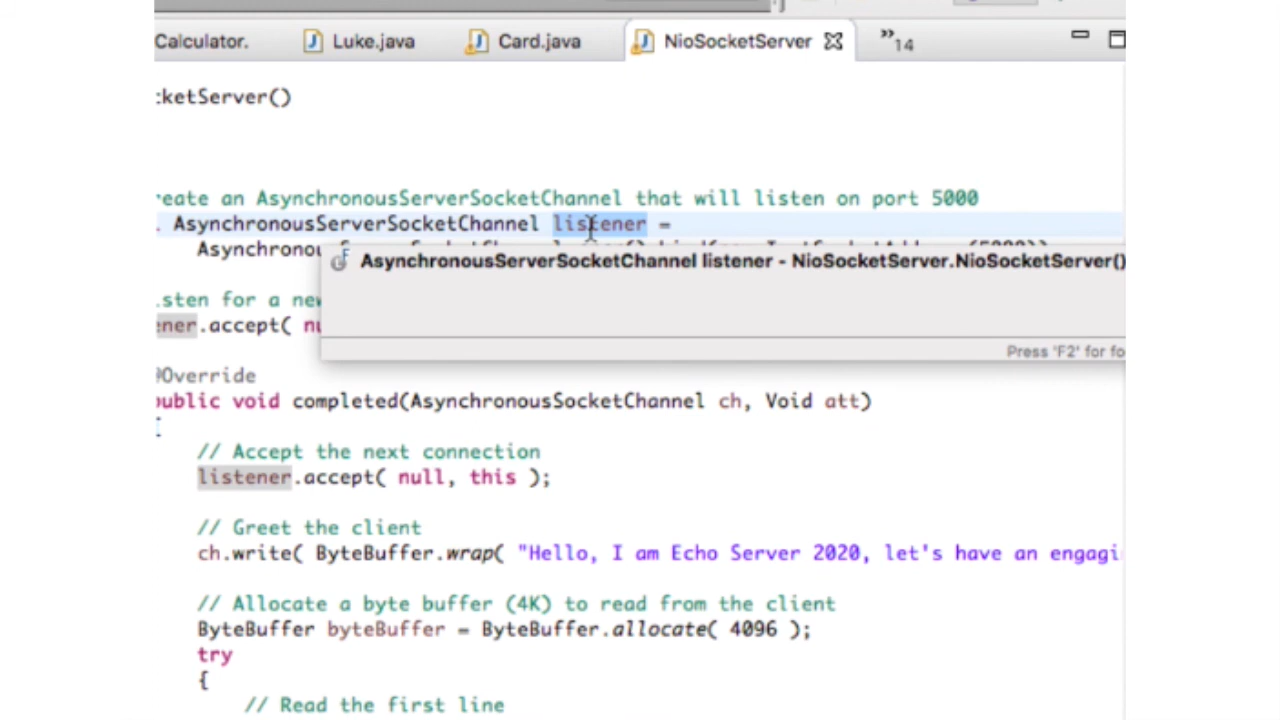 Calculator. Luke.java Card.java NioSocketServer »14
cketServer()
reate an AsynchronousServerSocketChannel that will listen on port 5000
AsynchronousServerSocketChannel listener =
Asynchronou
AsynchronousServerSocketChannel listener - NioSocketServer.NioSocketServer()
sten for a new
ener.accept( nu
Press 'F2' for fo
@Override
public void completed(AsynchronousSocketChannel ch, Void att)
{
// Accept the next connection
listener.accept( null, this );
// Greet the client
ch.write( ByteBuffer.wrap( "Hello, I am Echo Server 2020, let's have an engagi
// Allocate a byte buffer (4K) to read from the client
ByteBuffer byteBuffer = ByteBuffer.allocate( 4096 );
try
{
// Read the first line